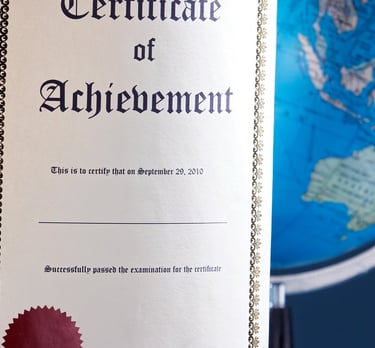 Certificate
of
Achievement
This is to certify that on September 29, 2010
Successfully passed the examination for the certificate